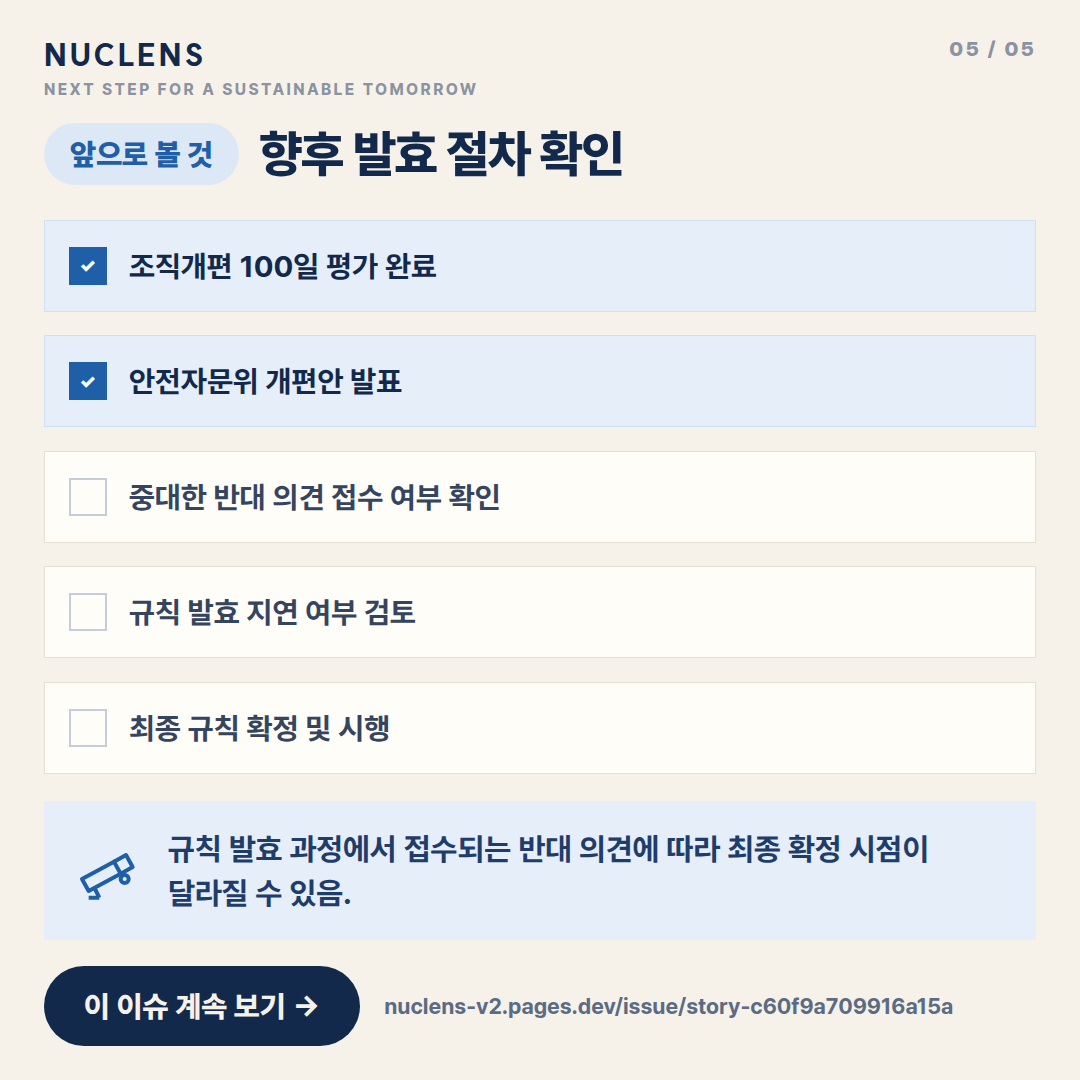 NUCLENS
05 / 05
NEXT STEP FOR A SUSTAINABLE TOMORROW
앞으로 볼 것
향후 발효 절차 확인
조직개편 100일 평가 완료
안전자문위 개편안 발표
중대한 반대 의견 접수 여부 확인
규칙 발효 지연 여부 검토
최종 규칙 확정 및 시행
규칙 발효 과정에서 접수되는 반대 의견에 따라 최종 확정 시점이
달라질 수 있음.
이 이슈 계속 보기 →
nuclens-v2.pages.dev/issue/story-c60f9a709916a15a